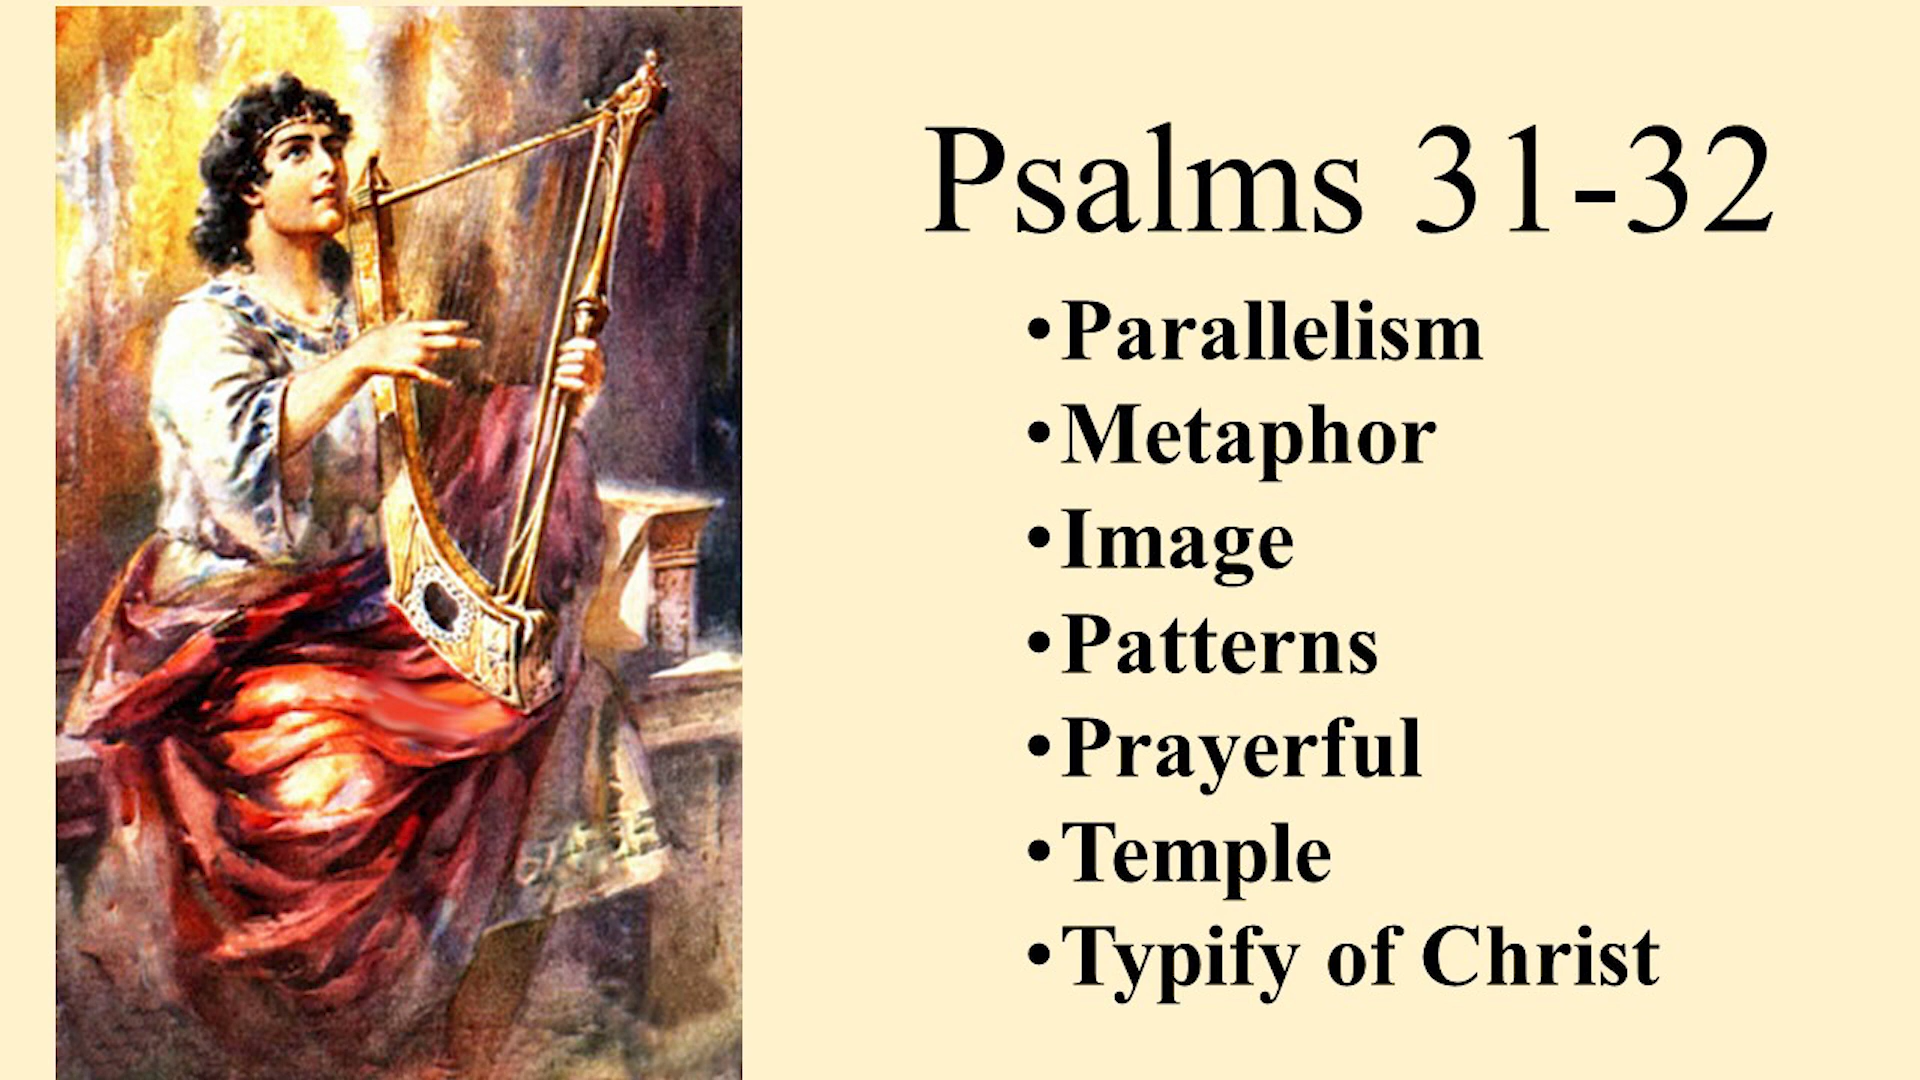 Psalms 31-32
•Parallelism
•Metaphor
•Image
•Patterns
•Prayerful
•Temple
•Typify of Christ